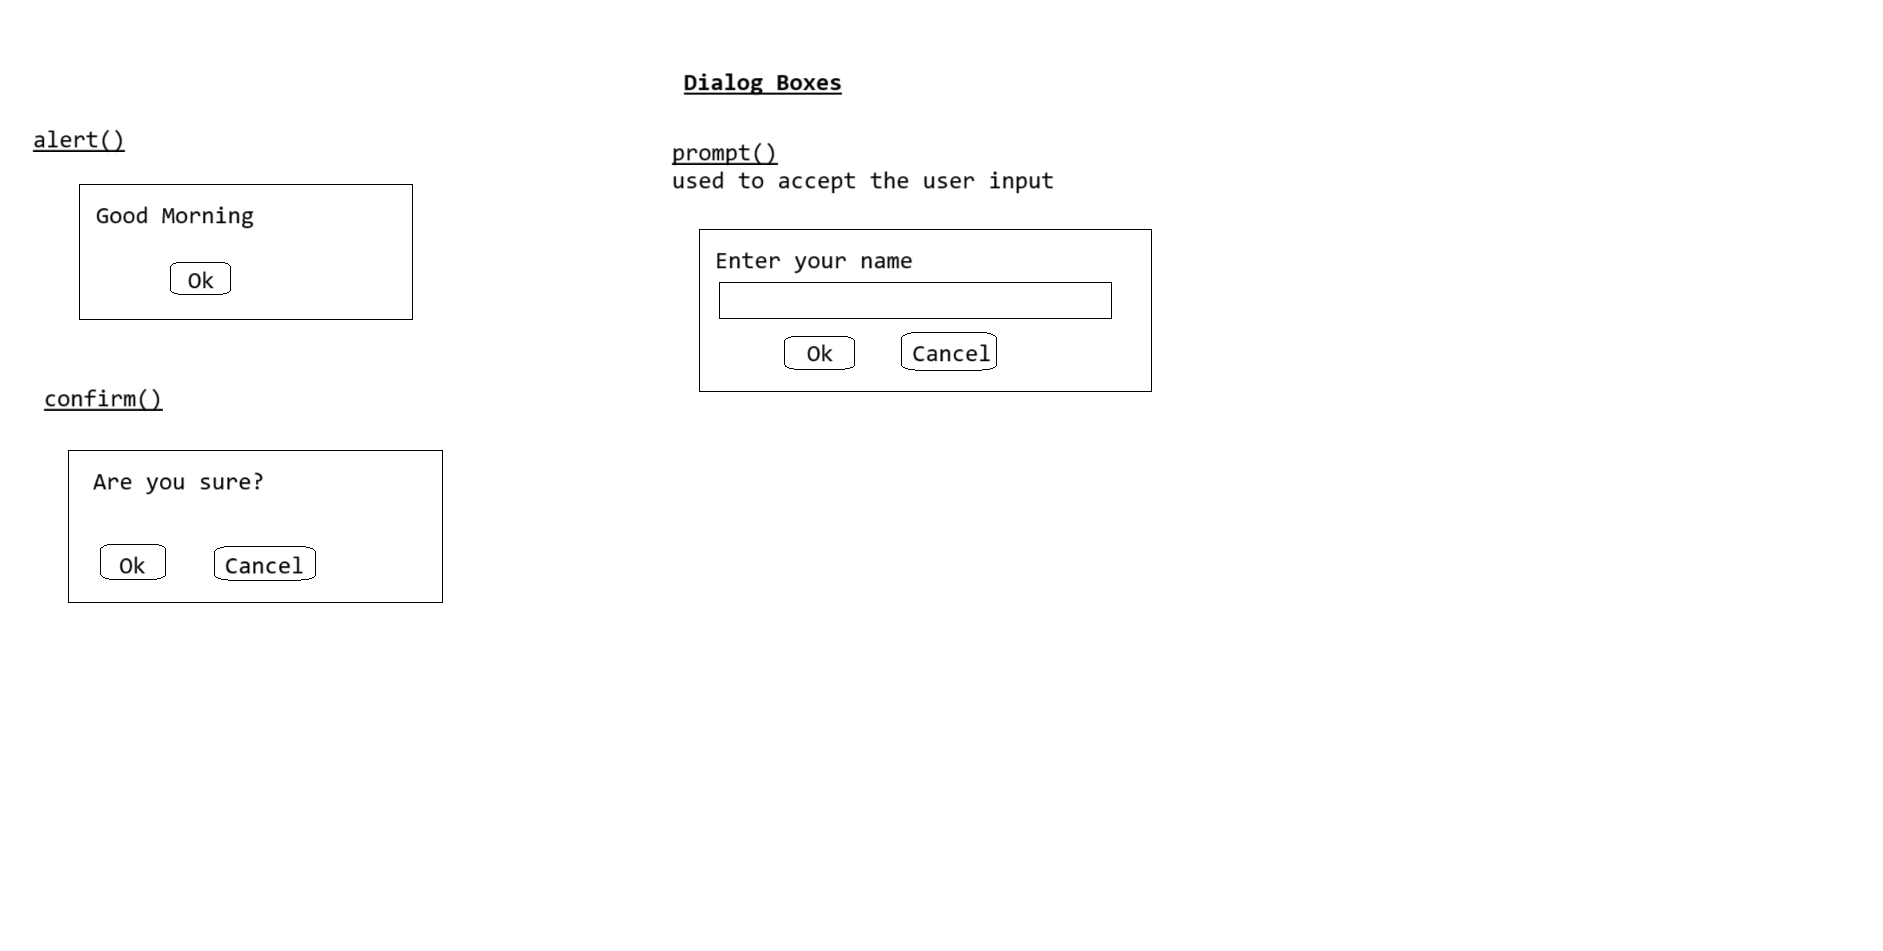 Dialog Boxes
alert()
Good Morning
Ok
confirm()
Are you sure?
Ok Cancel
prompt()
used to accept the user input
Enter your name
Ok Cancel